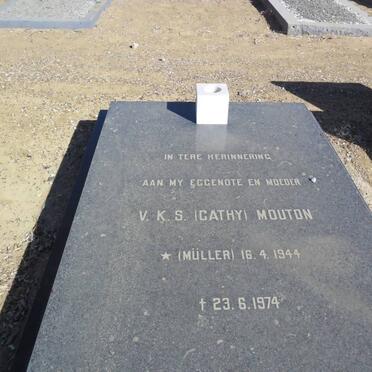 IN TERE HERINNERING
AAN MY EGGENOTE EN MOEDER
V. K. S. (CATHY) MOUTON
★ (MÜLLER) 16. 4. 1944
† 23. 6. 1974